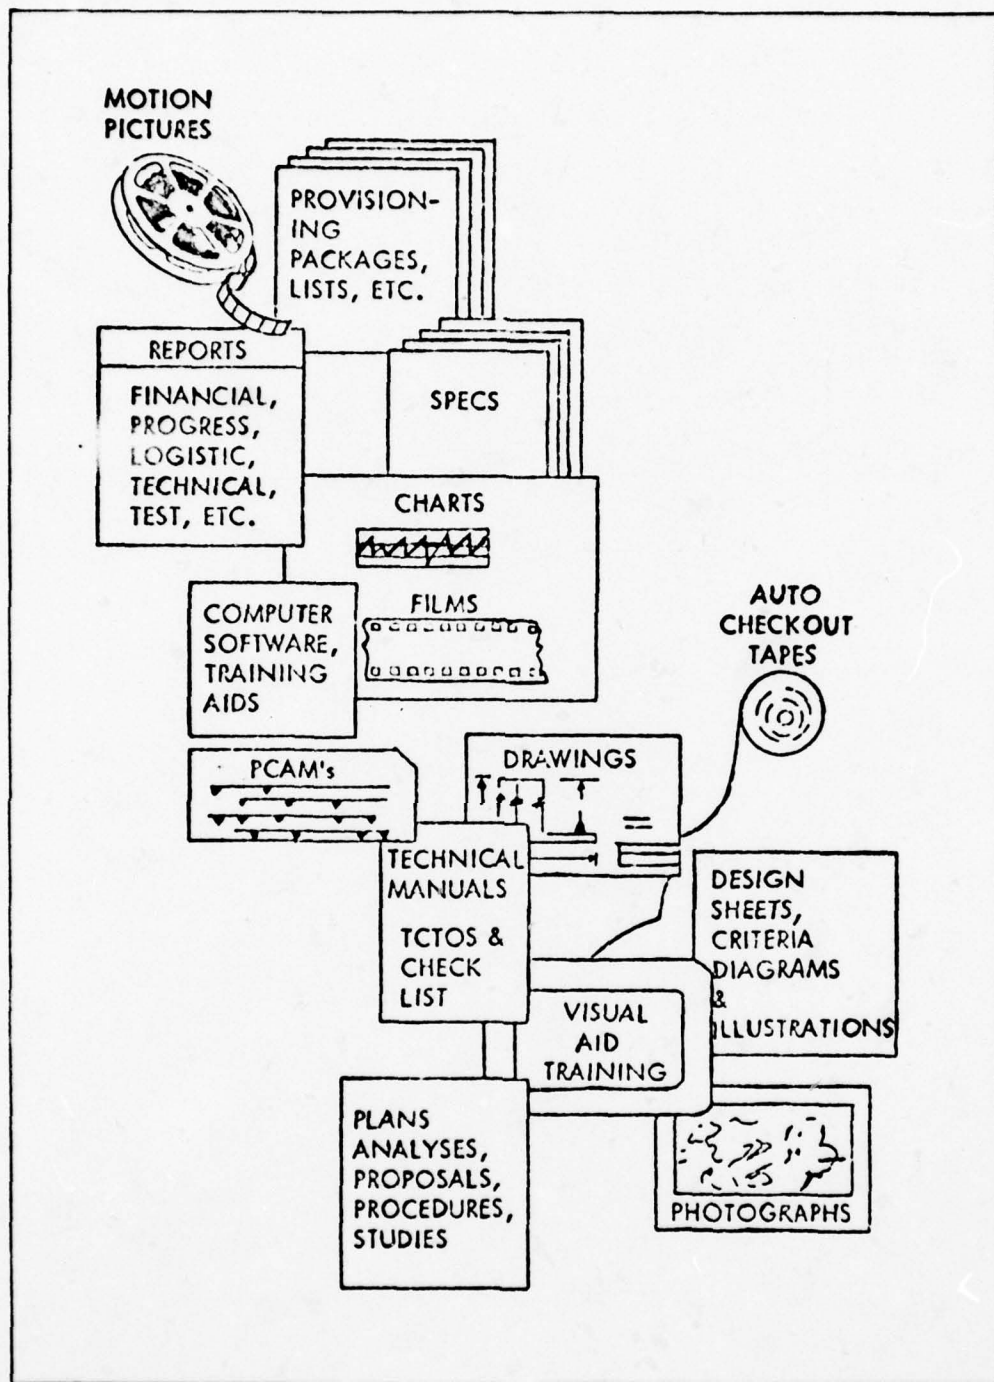 MOTION
PICTURES
PROVISION-
ING
PACKAGES,
LISTS, ETC.
REPORTS
FINANCIAL,
PROGRESS,
LOGISTIC,
TECHNICAL,
TEST, ETC.
SPECS
CHARTS
FILMS
COMPUTER
SOFTWARE,
TRAINING
AIDS
AUTO
CHECKOUT
TAPES
PCAM's
DRAWINGS
TECHNICAL
MANUALS
TCTOS &
CHECK
LIST
DESIGN
SHEETS,
CRITERIA
DIAGRAMS
&
ILLUSTRATIONS
VISUAL
AID
TRAINING
PLANS
ANALYSES,
PROPOSALS,
PROCEDURES,
STUDIES
PHOTOGRAPHS